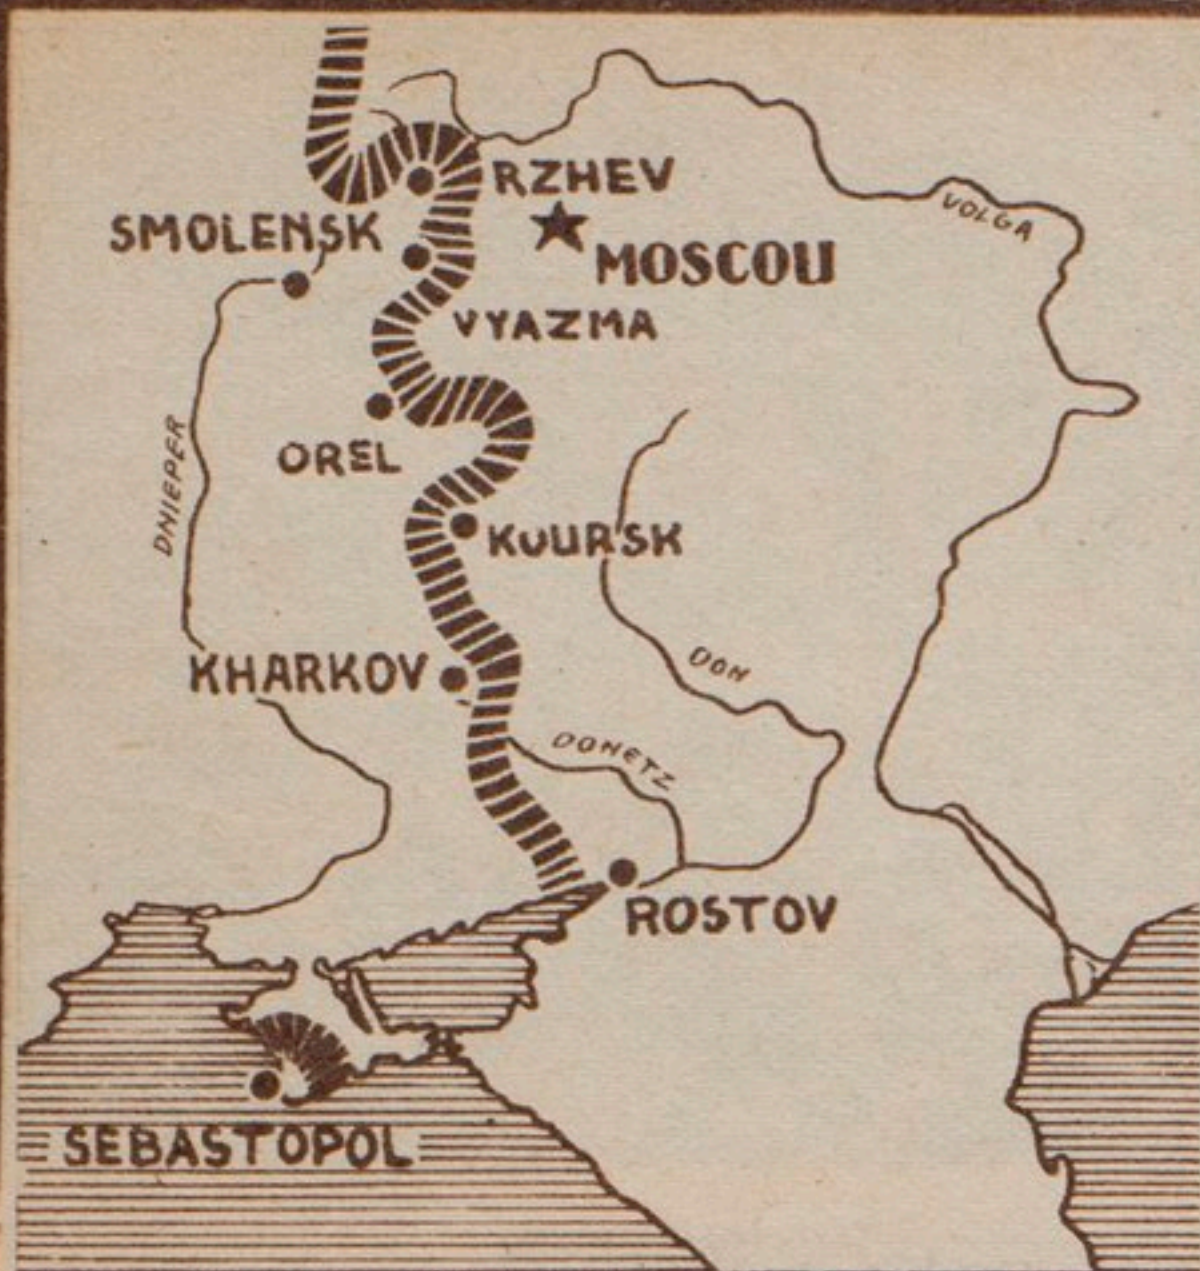 RZHEV
SMOLENSK
MOSCOU
VOLGA
VYAZMA
OREL
DNIEPER
KOURSK
KHARKOV
DON
DONETZ
ROSTOV
SEBASTOPOL